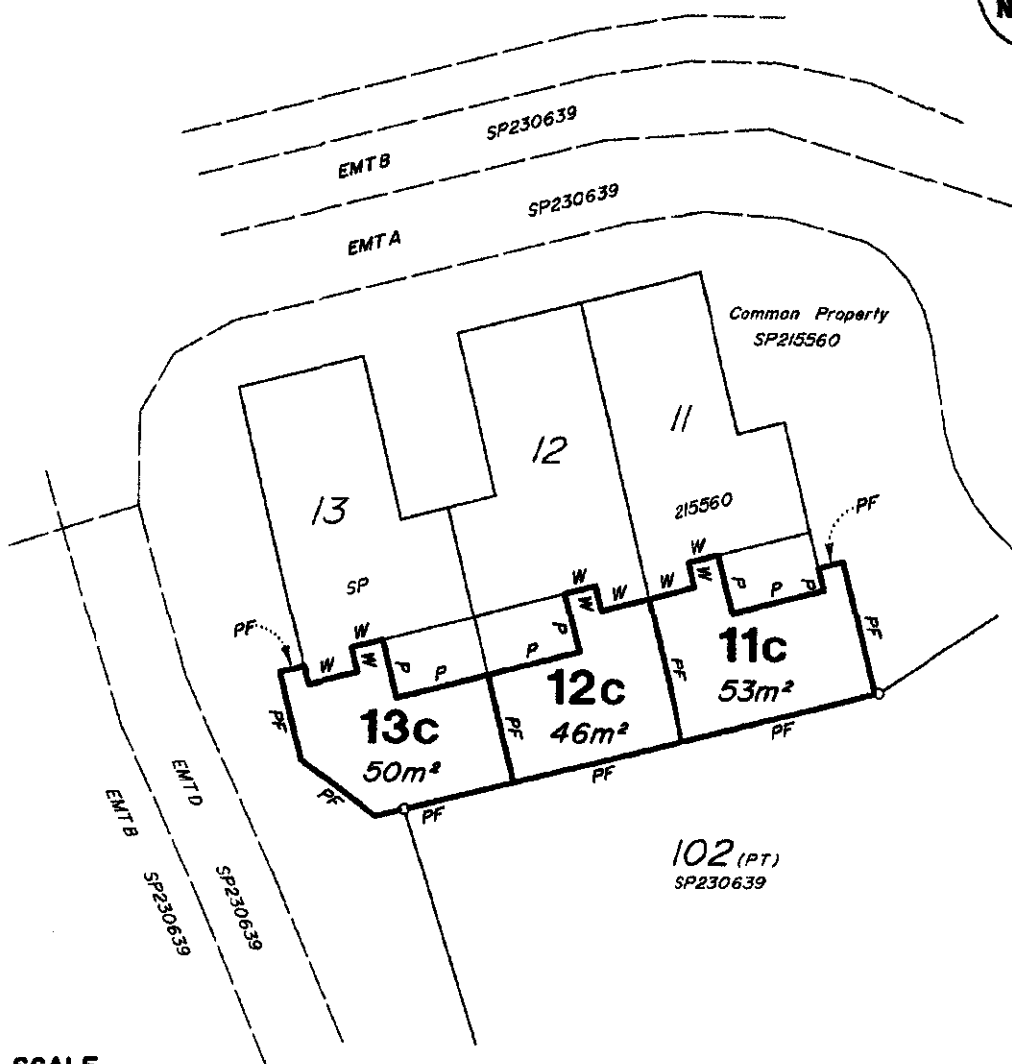 N
SP230639
EMT B
SP230639
EMT A
Common Property
SP215560
11
12
13
215560
PF
W
W
SP
W
W
P
P
P
W
W
W
PF
W
P
11c
PF
W
W
P
P
12c
53m²
PF
13c
46m²
PF
PF
50m²
PF
PF
PF
PF
EMT D
EMT B
102 (PT)
SP230639
SP230639
SP230639